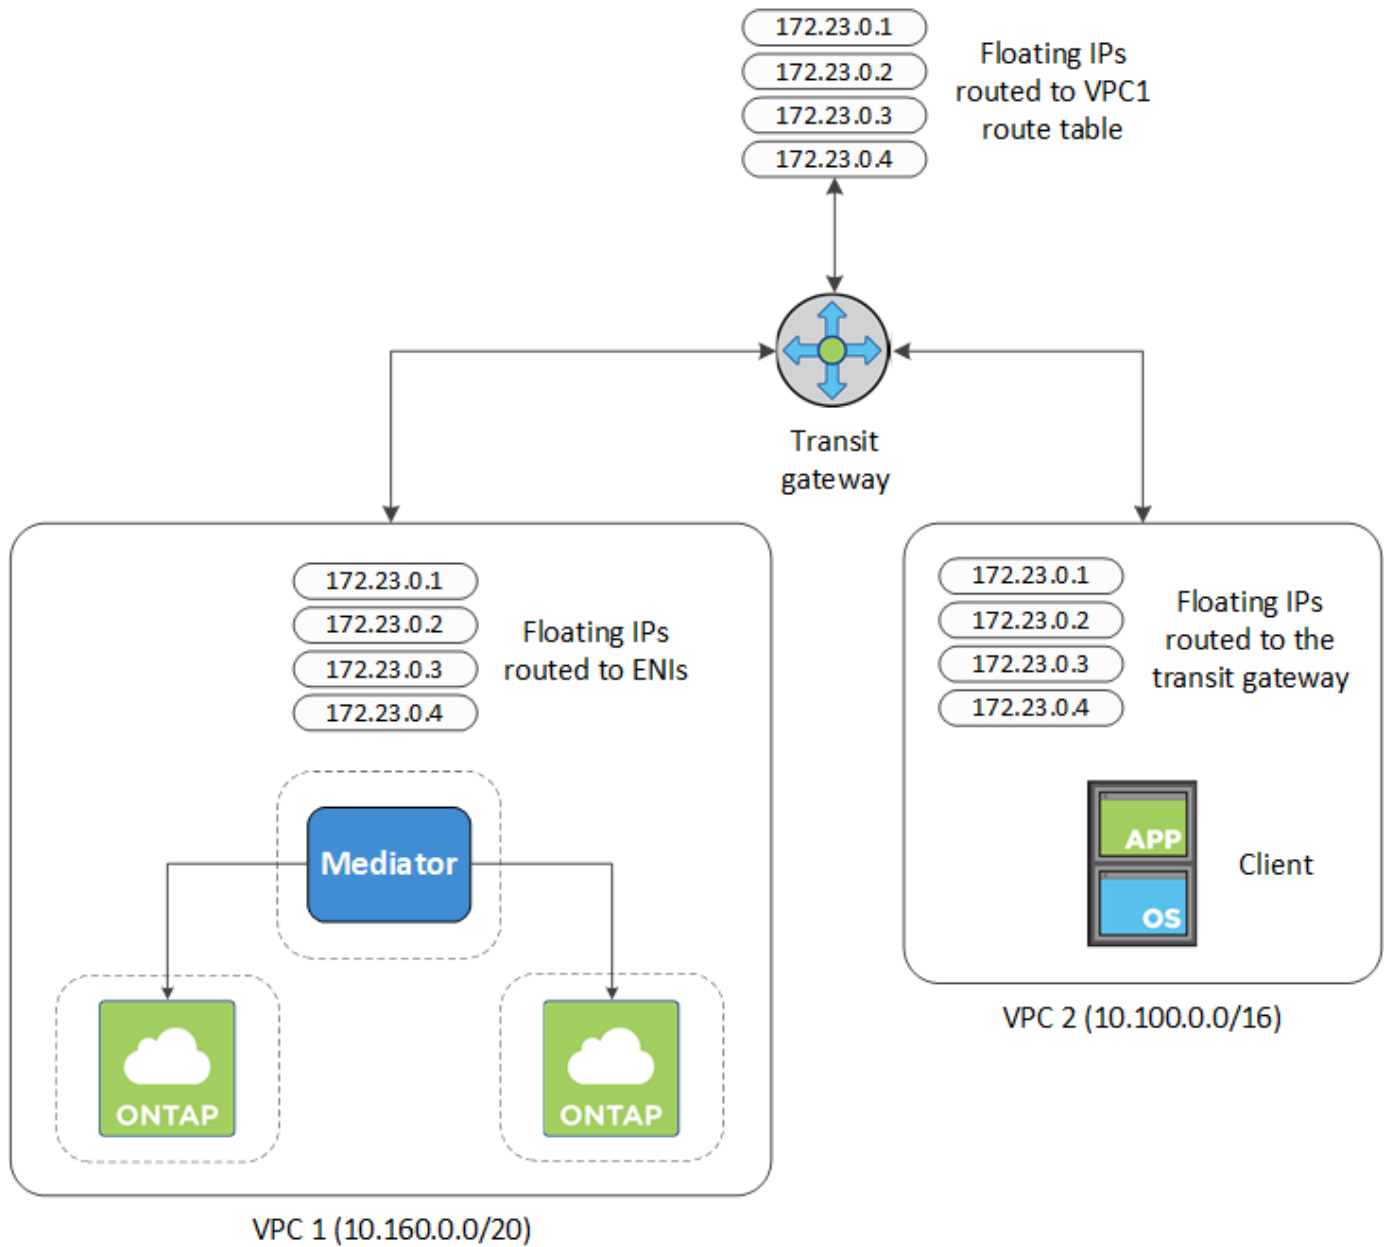 172.23.0.1
172.23.0.2
172.23.0.3
172.23.0.4
Floating IPs
routed to VPC1
route table
Transit
gateway
172.23.0.1
172.23.0.2
172.23.0.3
172.23.0.4
Floating IPs
routed to ENIs
Mediator
ONTAP
ONTAP
VPC 1 (10.160.0.0/20)
172.23.0.1
172.23.0.2
172.23.0.3
172.23.0.4
Floating IPs
routed to the
transit gateway
APP
OS
Client
VPC 2 (10.100.0.0/16)